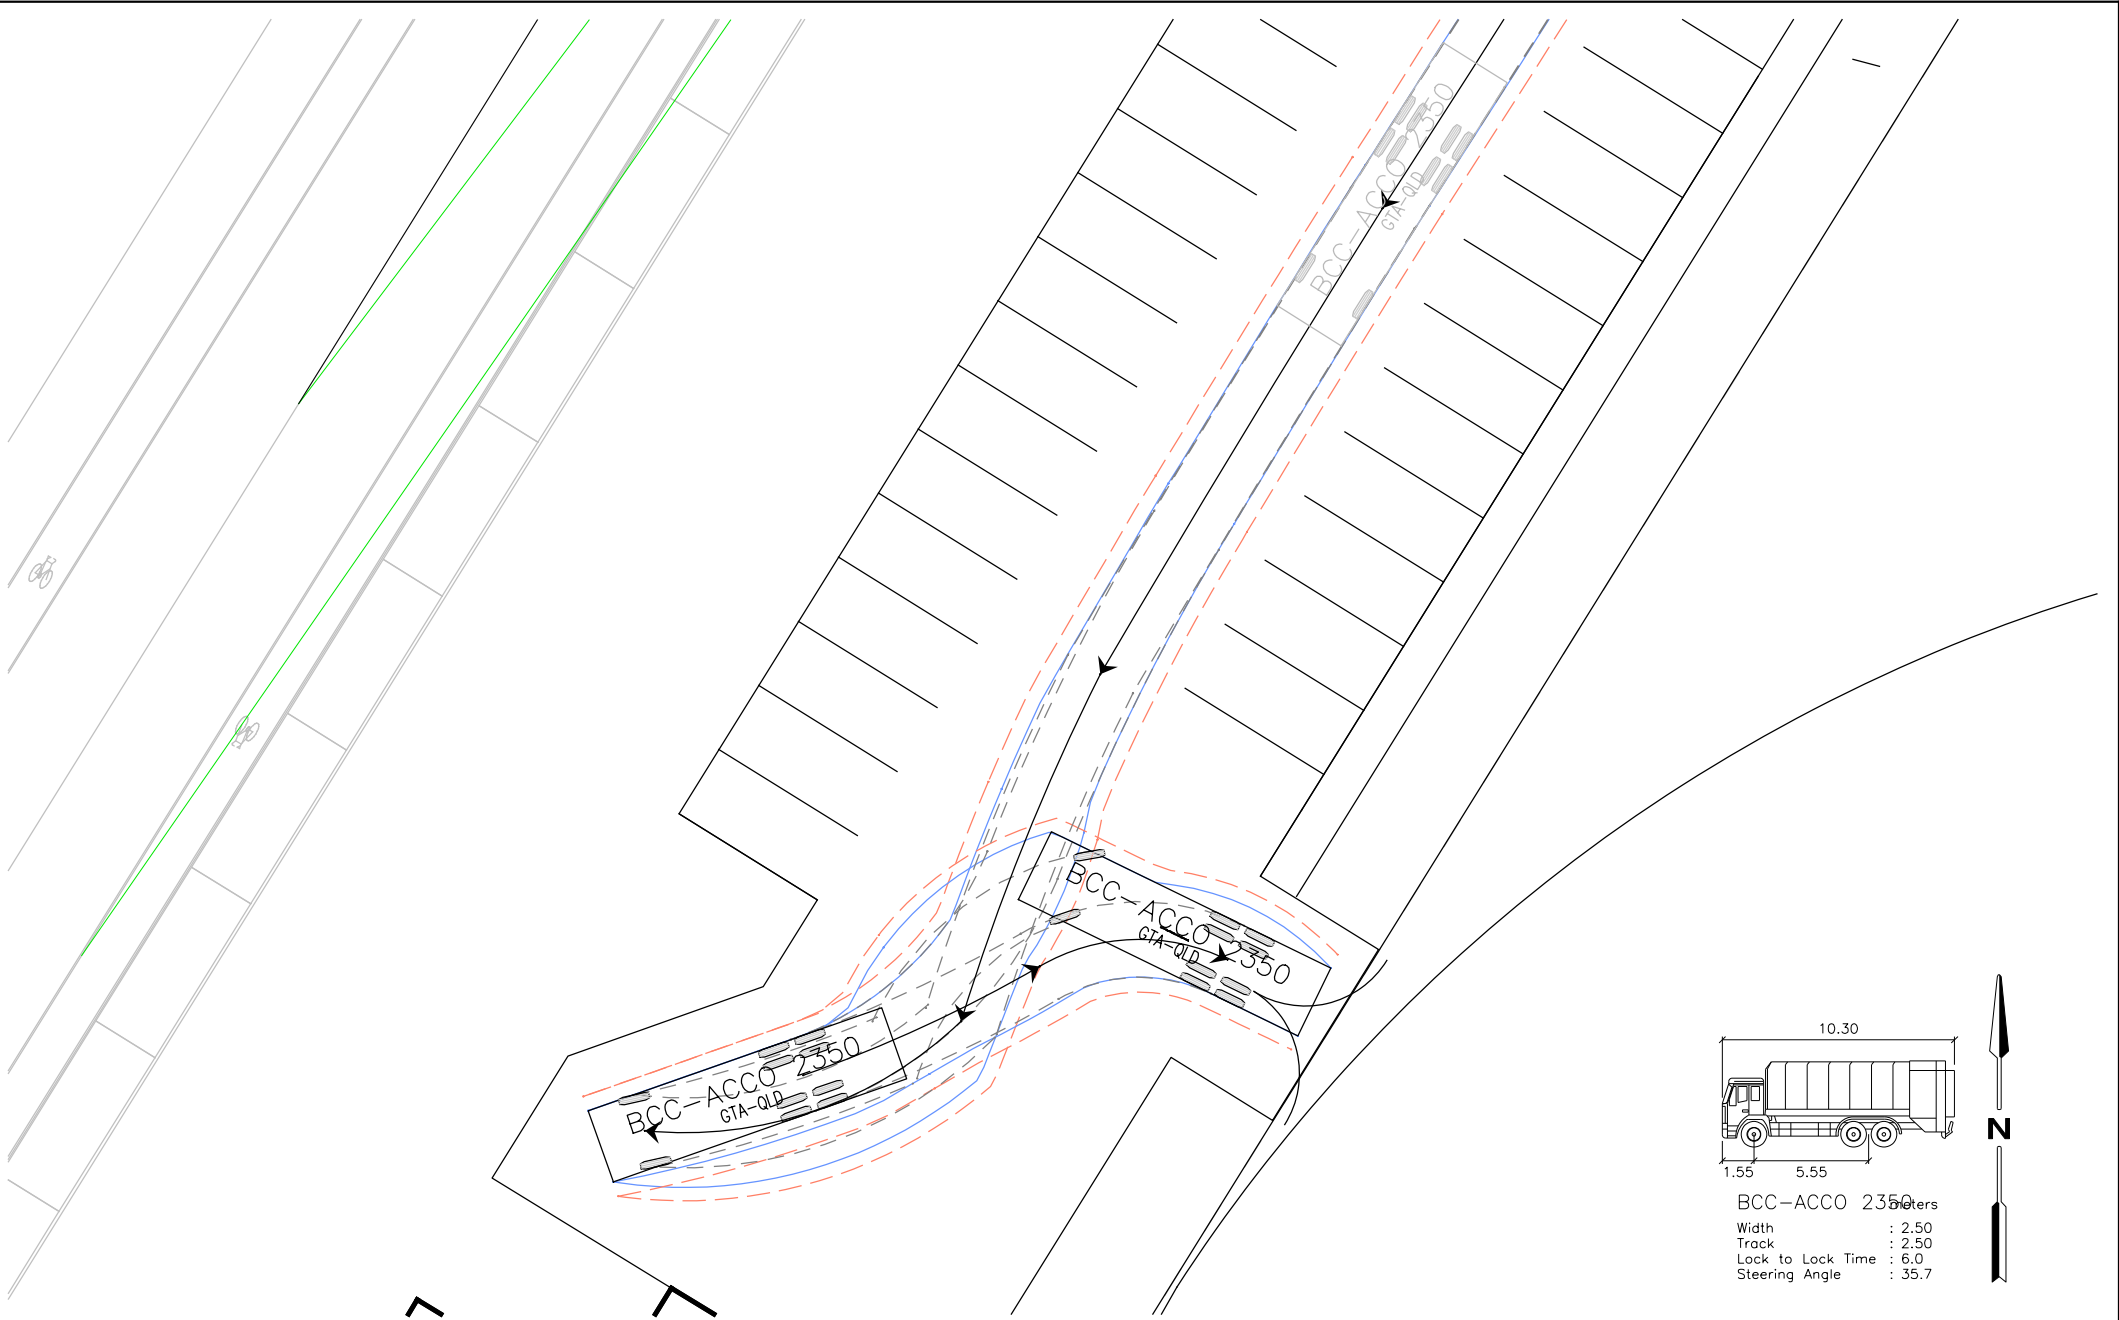 BCC-ACCO 2350
GTA-QLD
BCC-ACCO 2350
GTA-QLD
BCC-ACCO 2350
GTA-QLD
10.30
1.55 5.55
N
BCC-ACCO 2350 meters
Width : 2.50
Track : 2.50
Lock to Lock Time : 6.0
Steering Angle : 35.7